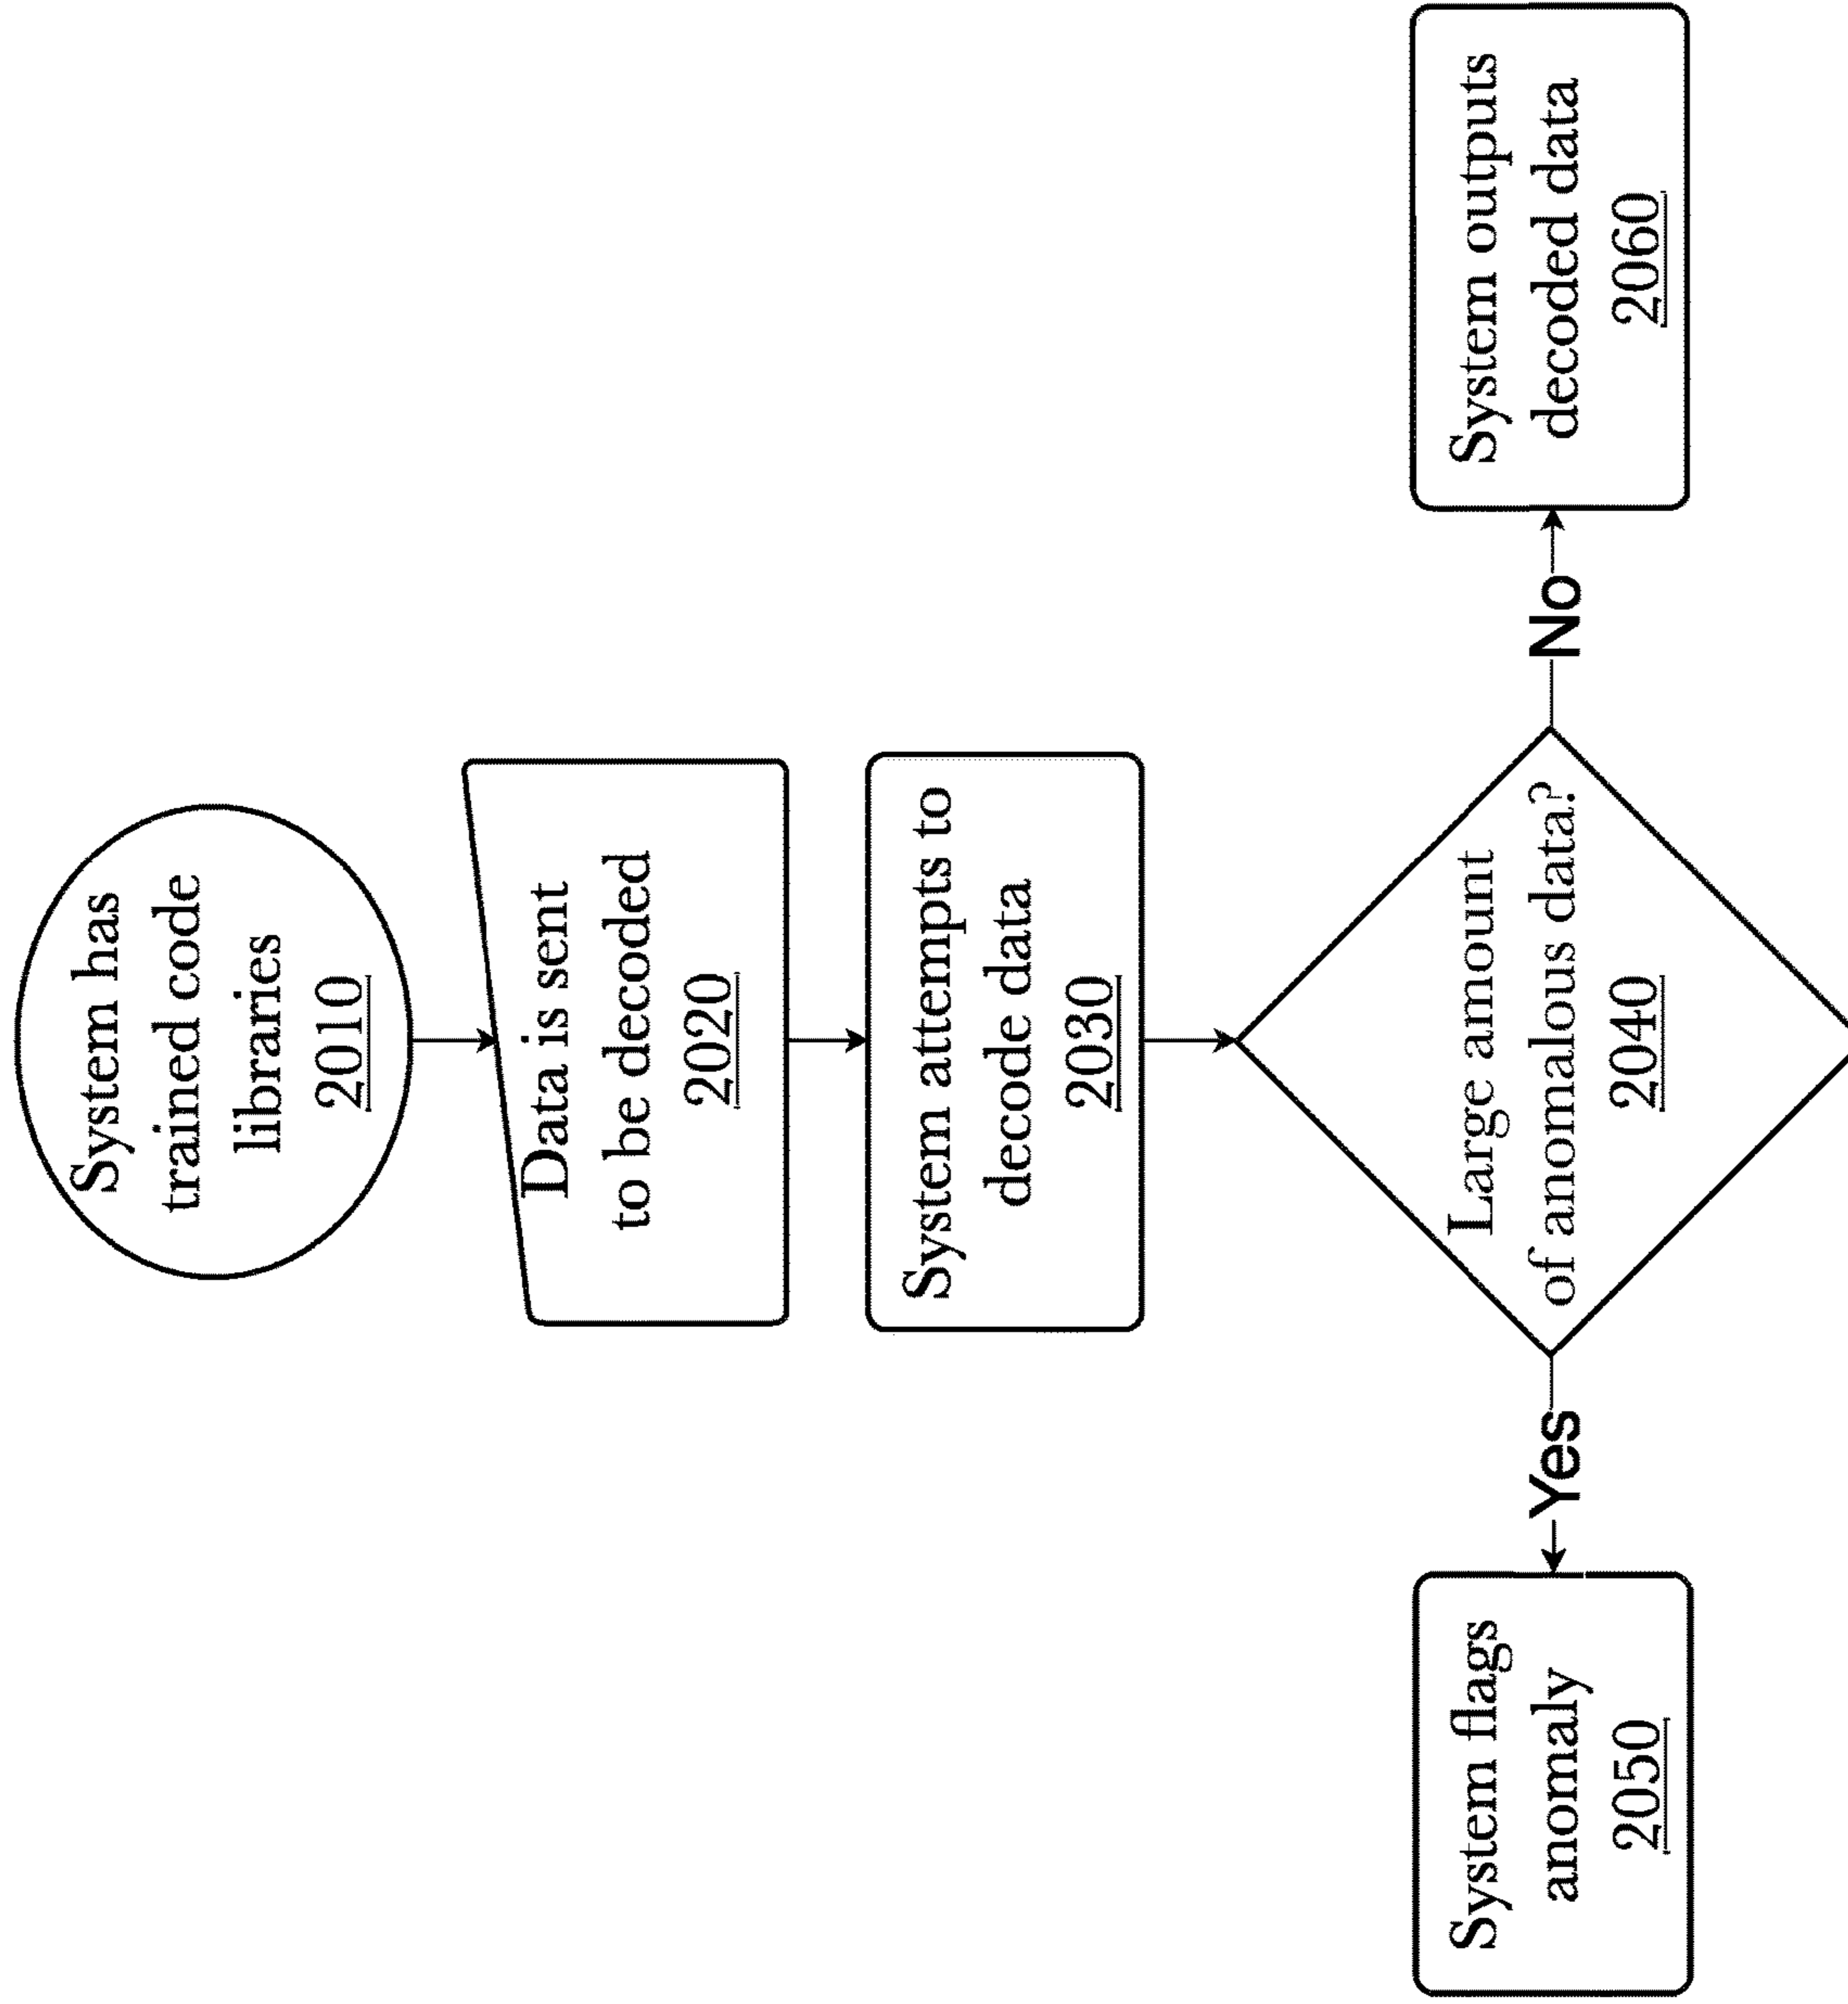 System has
trained code
libraries
2010
Data is sent
to be decoded
2020
System attempts to
decode data
2030
Large amount
of anomalous data?
2040
Yes
No
System flags
anomaly
2050
System outputs
decoded data
2060